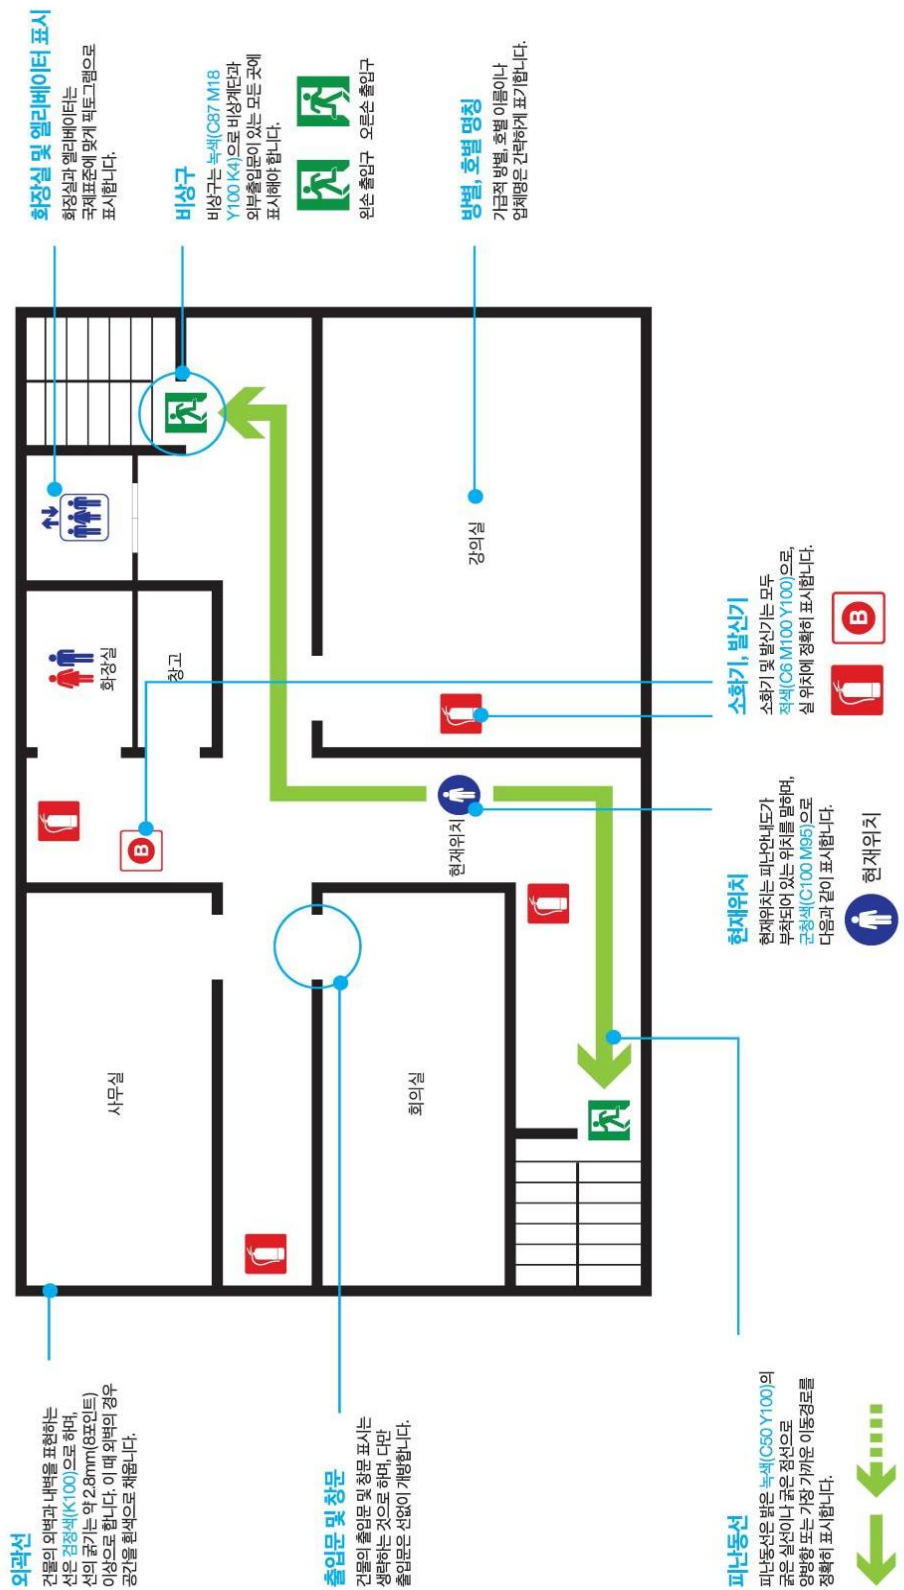 외곽선
건물의 외벽과 내벽을 표현하는
선은 검정색(K100)으로 하며,
선의 굵기는 약 2.8mm(8포인트)
이상으로 합니다. 이 때 외벽의 경우
공간을 흰색으로 채웁니다.
출입문 및 창문
건물의 출입문 및 창문 표시는
생략하는 것으로 하며, 다만
출입문은 선없이 개방합니다.
피난동선
피난동선은 밝은 녹색(C50 Y100)의
굵은 실선이나 굵은 점선으로
양방향 또는 가장 가까운 이동경로를
정확히 표시합니다.
사무실
회의실
현재위치
B
화장실
창고
강의실
현재위치
현재위치는 피난안내도가
부착되어 있는 위치를 말하며,
군청색(C100 M95)으로
다음과 같이 표시합니다.
현재위치
소화기, 발신기
소화기 및 발신기는 모두
적색(C6 M100 Y100)으로,
실 위치에 정확히 표시합니다.
B
화장실 및 엘리베이터 표시
화장실과 엘리베이터는
국제표준에 맞게 픽토그램으로
표시합니다.
비상구
비상구는 녹색(C87 M18
Y100 K4)으로 비상계단과
외부출입문이 있는 모든 곳에
표시해야 합니다.
왼손 출입구 오른손 출입구
방별, 호별 명칭
가급적 방별, 호별 이름이나
업체명은 간략하게 표기합니다.